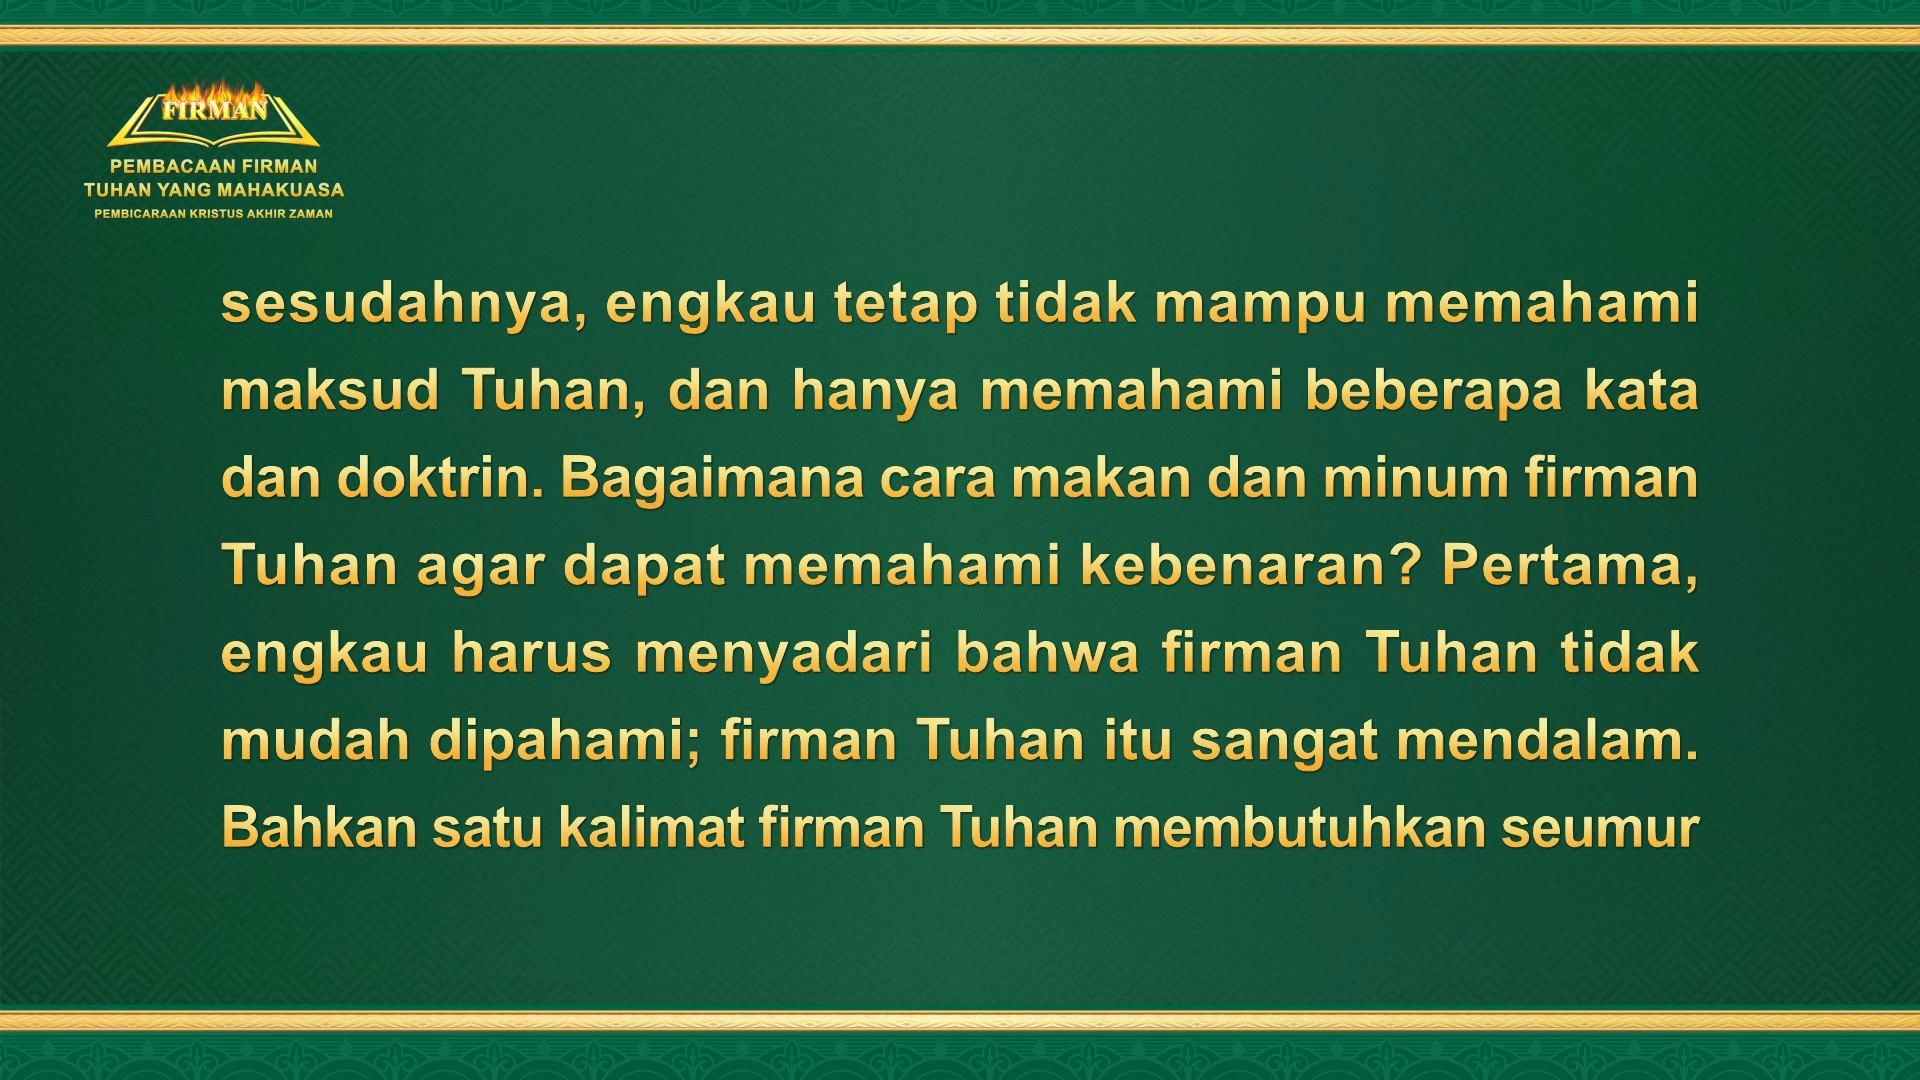 FIRMAN
PEMBACAAN FIRMAN
TUHAN YANG MAHAKUASA
PEMBICARAAN KRISTUS AKHIR ZAMAN
sesudahnya, engkau tetap tidak mampu memahami
maksud Tuhan, dan hanya memahami beberapa kata
dan doktrin. Bagaimana cara makan dan minum firman
Tuhan agar dapat memahami kebenaran? Pertama,
engkau harus menyadari bahwa firman Tuhan tidak
mudah dipahami; firman Tuhan itu sangat mendalam.
Bahkan satu kalimat firman Tuhan membutuhkan seumur